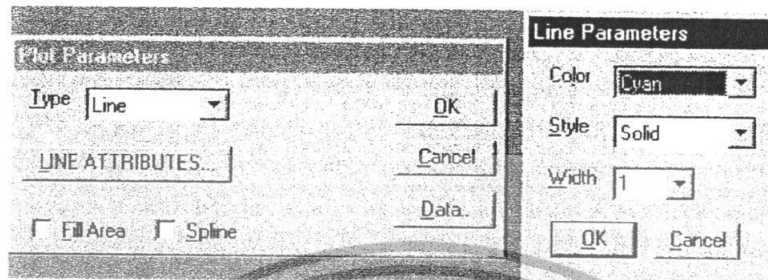 Plot Parameters
Type Line
OK
LINE ATTRIBUTES...
Cancel
Data..
Fill Area Spline
Line Parameters
Color Cyan
Style Solid
Width 1
OK Cancel